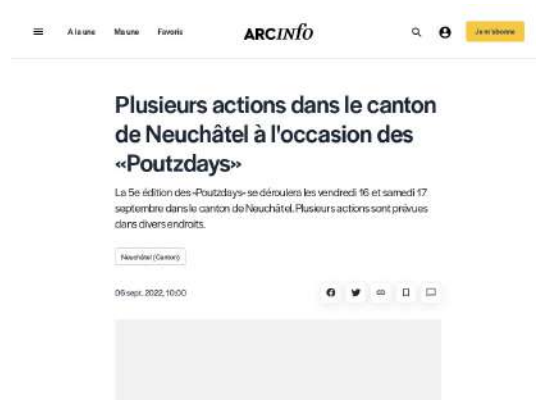 A la une Ma une Favoris ARCINFO Je m'abonne
Plusieurs actions dans le canton
de Neuchâtel à l'occasion des
«Poutzdays»
La 5e édition des «Poutzdays» se déroulera les vendredi 16 et samedi 17
septembre dans le canton de Neuchâtel. Plusieurs actions sont prévues
dans divers endroits.
Neuchâtel (Canton)
06 sept. 2022, 10:00